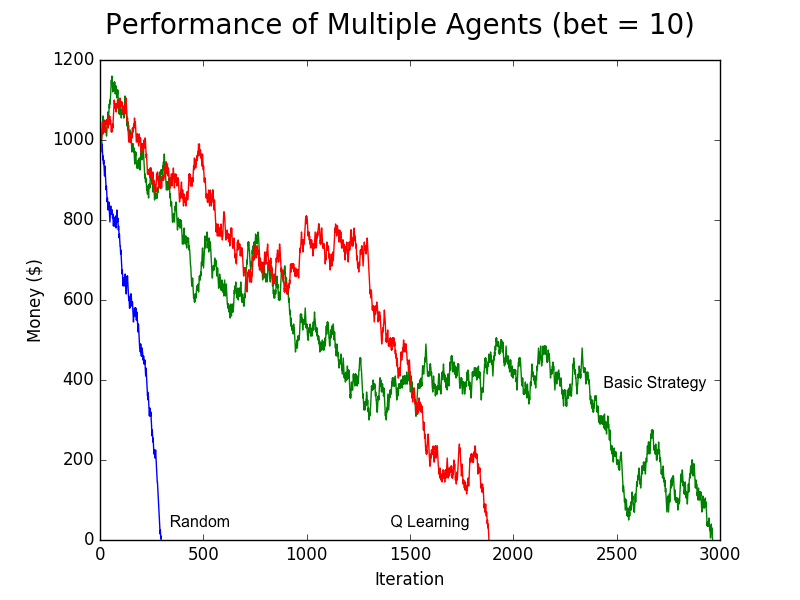 Performance of Multiple Agents (bet = 10)
1200
1000
800
600
400
200
0
Money ($)
Basic Strategy
Random
Q Learning
0 500 1000 1500 2000 2500 3000
Iteration